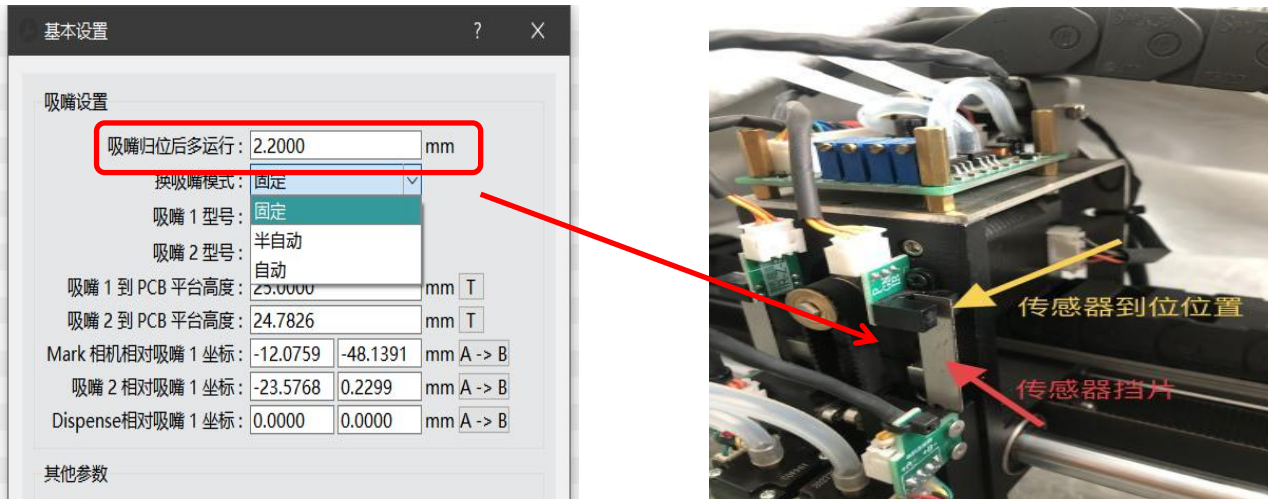 基本设置
?
X
吸嘴设置
吸嘴归位后多运行: 2.2000 mm
换吸嘴模式: 固定
吸嘴 1 型号: 固定
半自动
吸嘴 2 型号:
自动
吸嘴 1 到 PCB 平台高度: 25.0000 mm T
吸嘴 2 到 PCB 平台高度: 24.7826 mm T
Mark 相机相对吸嘴 1 坐标: -12.0759 -48.1391 mm A -> B
吸嘴 2 相对吸嘴 1 坐标: -23.5768 0.2299 mm A -> B
Dispense相对吸嘴 1 坐标: 0.0000 0.0000 mm A -> B
其他参数
传感器到位位置
传感器挡片